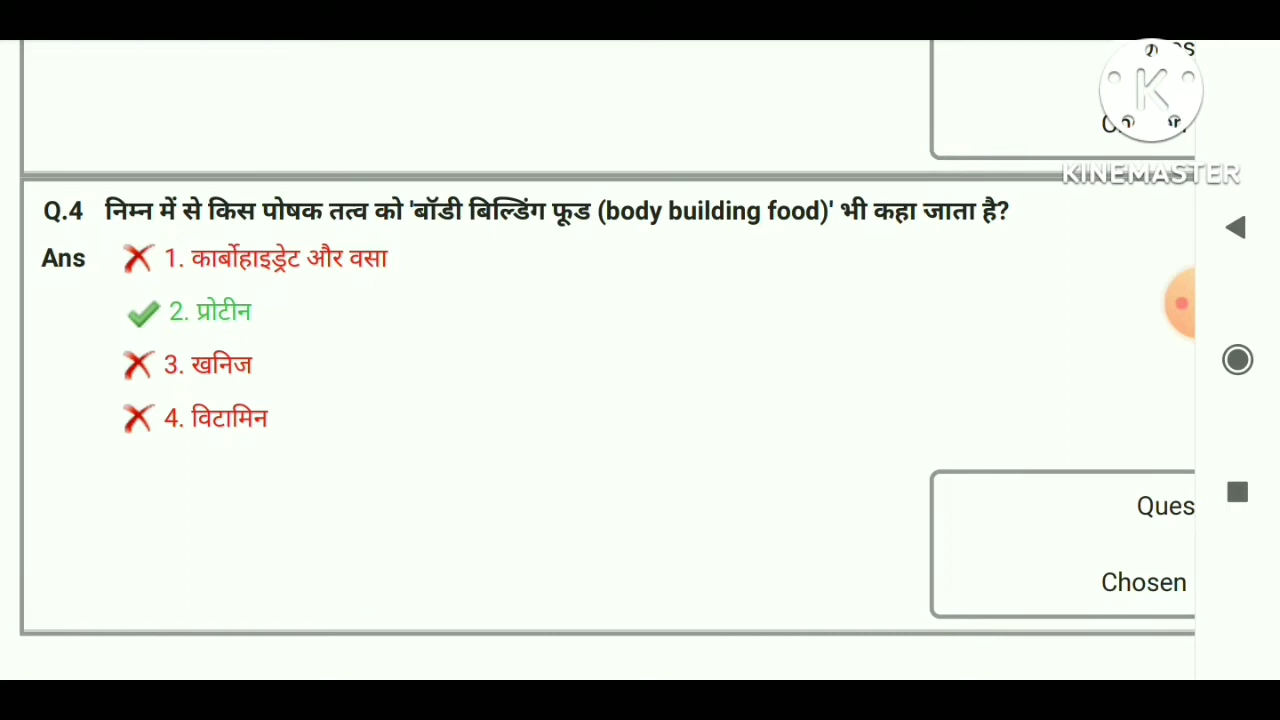 KINEMASTER
Q.4 निम्न में से किस पोषक तत्व को 'बॉडी बिल्डिंग फूड (body building food)' भी कहा जाता है?
Ans 1. कार्बोहाइड्रेट और वसा
2. प्रोटीन
3. खनिज
4. विटामिन
Ques
Chosen